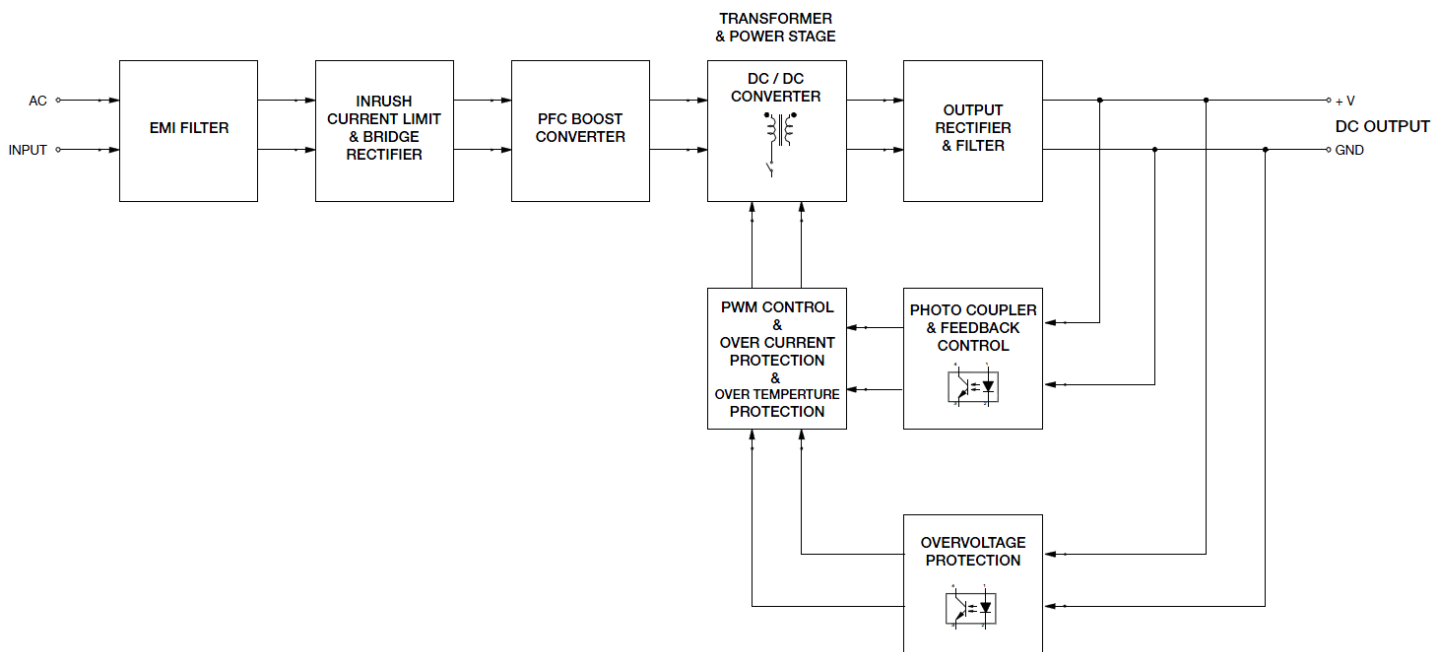 TRANSFORMER
& POWER STAGE
AC
INPUT
EMI FILTER
INRUSH
CURRENT LIMIT
& BRIDGE
RECTIFIER
PFC BOOST
CONVERTER
DC / DC
CONVERTER
OUTPUT
RECTIFIER
& FILTER
+ V
DC OUTPUT
GND
PWM CONTROL
&
OVER CURRENT
PROTECTION
&
OVER TEMPERTURE
PROTECTION
PHOTO COUPLER
& FEEDBACK
CONTROL
OVERVOLTAGE
PROTECTION